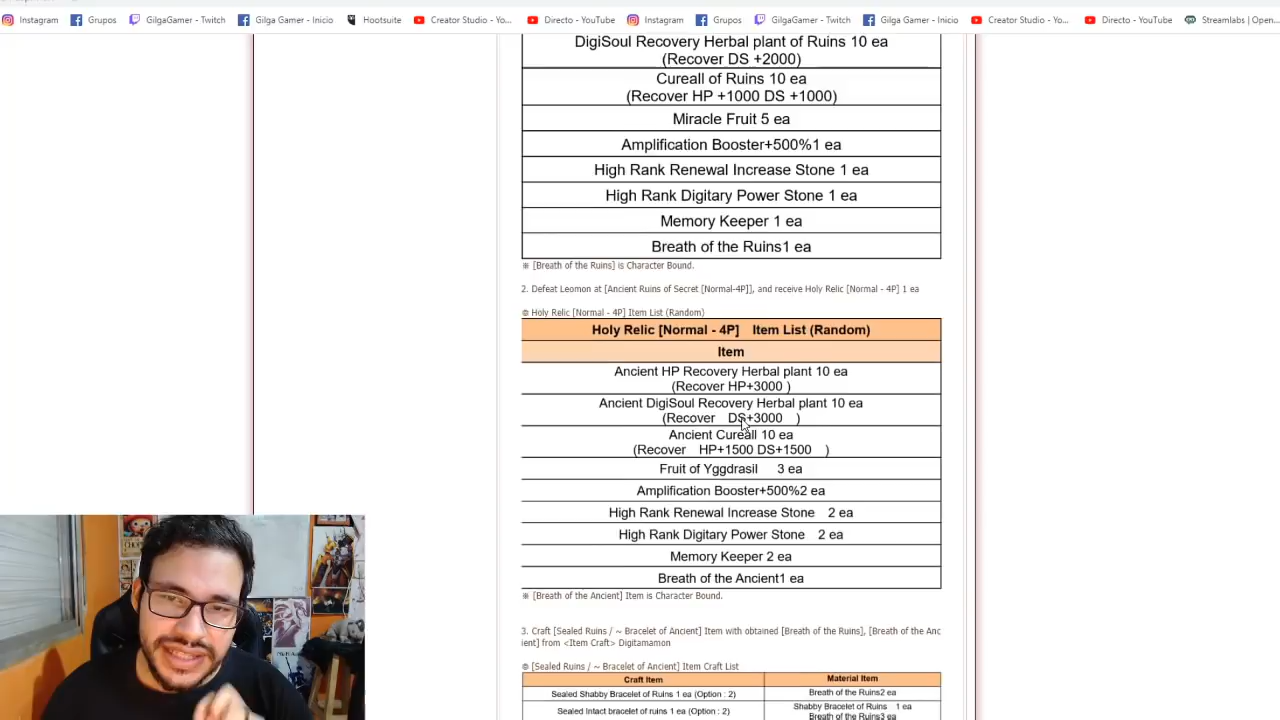 Instagram Grupos GilgaGamer - Twitch Gilga Gamer - Inicio Hootsuite Creator Studio - Yo... Directo - YouTube Instagram Grupos GilgaGamer - Twitch Gilga Gamer - Inicio Creator Studio - Yo... Directo - YouTube Streamlabs | Open...
DigiSoul Recovery Herbal plant of Ruins 10 ea
(Recover DS +2000)
Cureall of Ruins 10 ea
(Recover HP +1000 DS +1000)
Miracle Fruit 5 ea
Amplification Booster+500%1 ea
High Rank Renewal Increase Stone 1 ea
High Rank Digitary Power Stone 1 ea
Memory Keeper 1 ea
Breath of the Ruins1 ea
※ [Breath of the Ruins] is Character Bound.
2. Defeat Leomon at [Ancient Ruins of Secret [Normal-4P]], and receive Holy Relic [Normal - 4P] 1 ea
◎ Holy Relic [Normal - 4P] Item List (Random)
Holy Relic [Normal - 4P] Item List (Random)
Item
Ancient HP Recovery Herbal plant 10 ea
(Recover HP+3000 )
Ancient DigiSoul Recovery Herbal plant 10 ea
(Recover DS+3000 )
Ancient Cureall 10 ea
(Recover HP+1500 DS+1500 )
Fruit of Yggdrasil 3 ea
Amplification Booster+500%2 ea
High Rank Renewal Increase Stone 2 ea
High Rank Digitary Power Stone 2 ea
Memory Keeper 2 ea
Breath of the Ancient1 ea
※ [Breath of the Ancient] Item is Character Bound.
3. Craft [Sealed Ruins / ~ Bracelet of Ancient] Item with obtained [Breath of the Ruins], [Breath of the Anc
ient] from <Item Craft> Digitamamon
◎ [Sealed Ruins / ~ Bracelet of Ancient] Item Craft List
Craft Item Material Item
Sealed Shabby Bracelet of Ruins 1 ea (Option : 2) Breath of the Ruins2 ea
Sealed Intact bracelet of ruins 1 ea (Option : 2) Shabby Bracelet of Ruins 1 ea
Breath of the Ruins3 ea